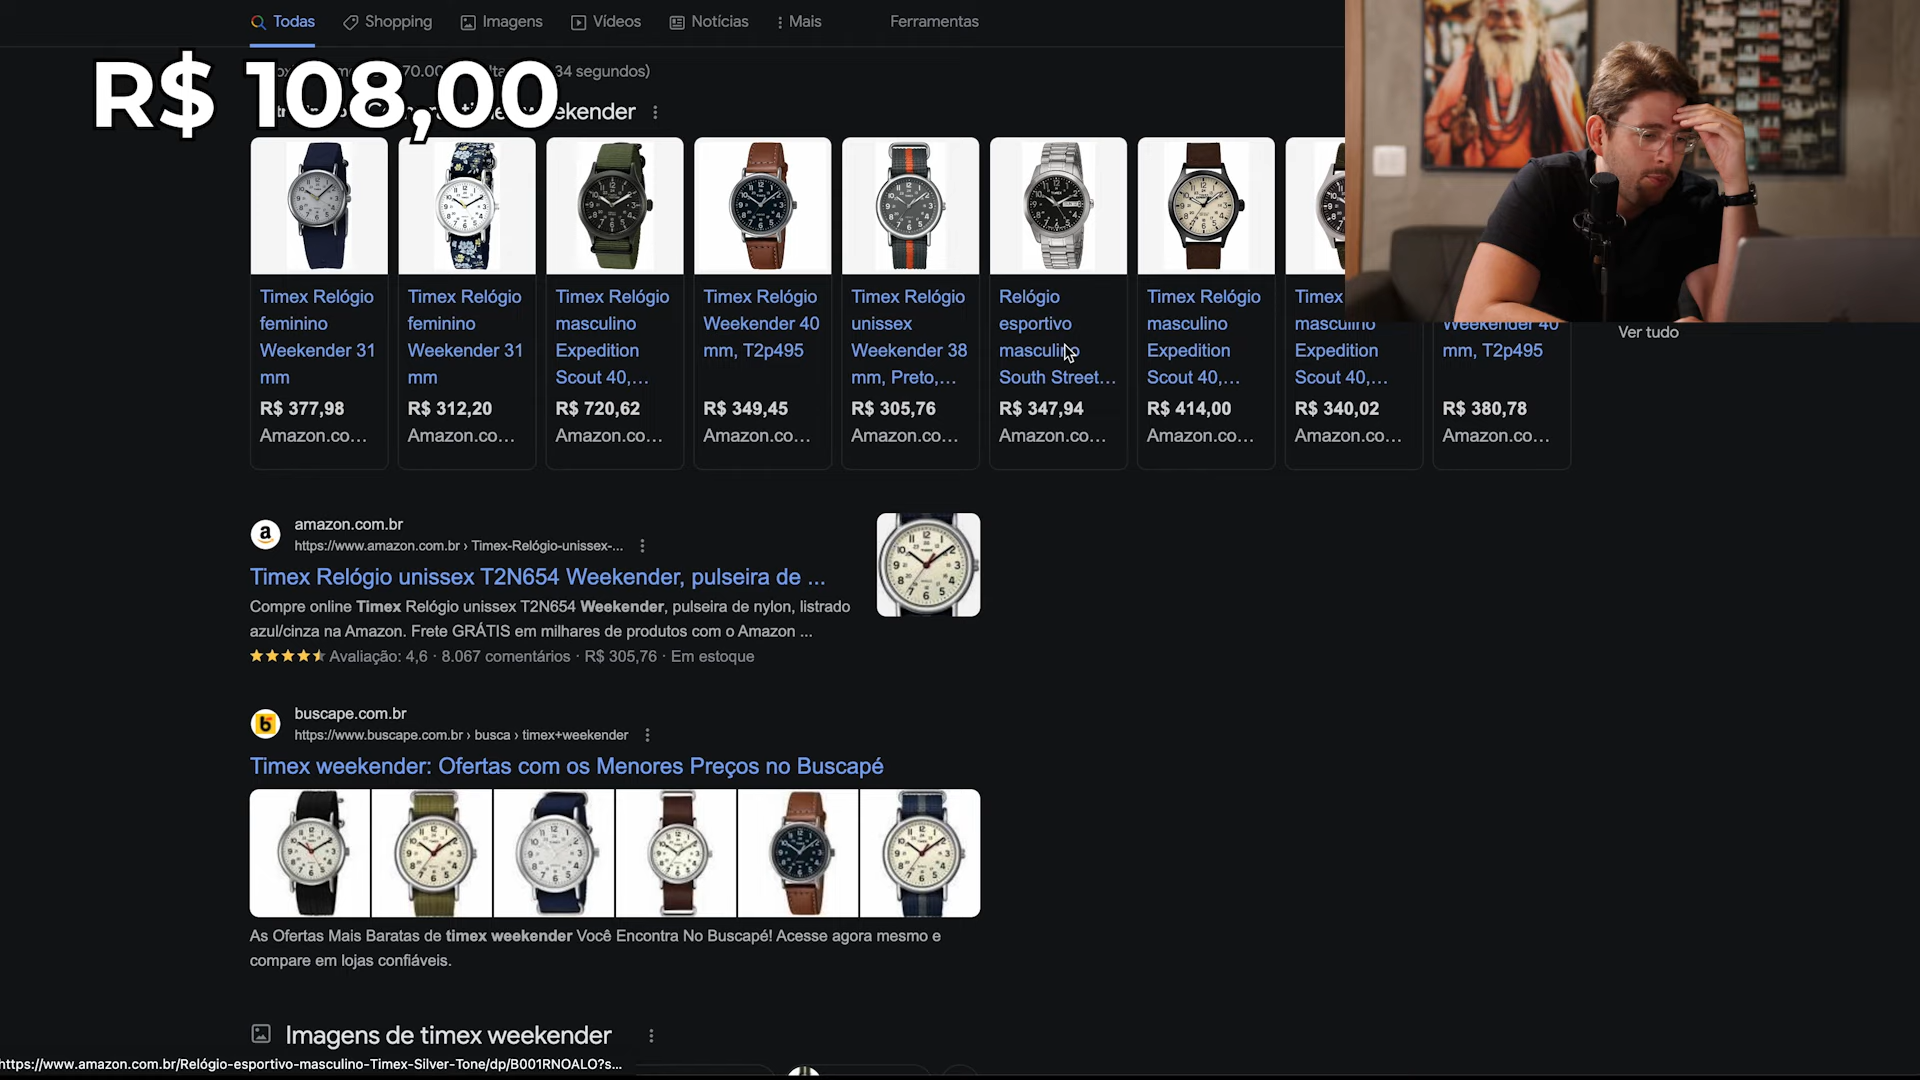 Todas
Shopping
Imagens
Vídeos
Notícias
Mais
Ferramentas
R$ 108,00
34 segundos)
ekender
Timex Relógio
feminino
Weekender 31
mm
R$ 377,98
Amazon.co...
Timex Relógio
feminino
Weekender 31
mm
R$ 312,20
Amazon.co...
Timex Relógio
masculino
Expedition
Scout 40,...
R$ 720,62
Amazon.co...
Timex Relógio
Weekender 40
mm, T2p495
R$ 349,45
Amazon.co...
Timex Relógio
unissex
Weekender 38
mm, Preto,...
R$ 305,76
Amazon.co...
Relógio
esportivo
masculino
South Street...
R$ 347,94
Amazon.co...
Timex Relógio
masculino
Expedition
Scout 40,...
R$ 414,00
Amazon.co...
Timex
masculino
Expedition
Scout 40,...
R$ 340,02
Amazon.co...
Weekender 40
mm, T2p495
R$ 380,78
Amazon.co...
Ver tudo
amazon.com.br
https://www.amazon.com.br › Timex-Relógio-unissex-...
Timex Relógio unissex T2N654 Weekender, pulseira de ...
Compre online Timex Relógio unissex T2N654 Weekender, pulseira de nylon, listrado
azul/cinza na Amazon. Frete GRÁTIS em milhares de produtos com o Amazon ...
Avaliação: 4,6 · 8.067 comentários · R$ 305,76 · Em estoque
buscape.com.br
https://www.buscape.com.br › busca › timex+weekender
Timex weekender: Ofertas com os Menores Preços no Buscapé
As Ofertas Mais Baratas de timex weekender Você Encontra No Buscapé! Acesse agora mesmo e
compare em lojas confiáveis.
Imagens de timex weekender
https://www.amazon.com.br/Relógio-esportivo-masculino-Timex-Silver-Tone/dp/B001RNOALO?s...